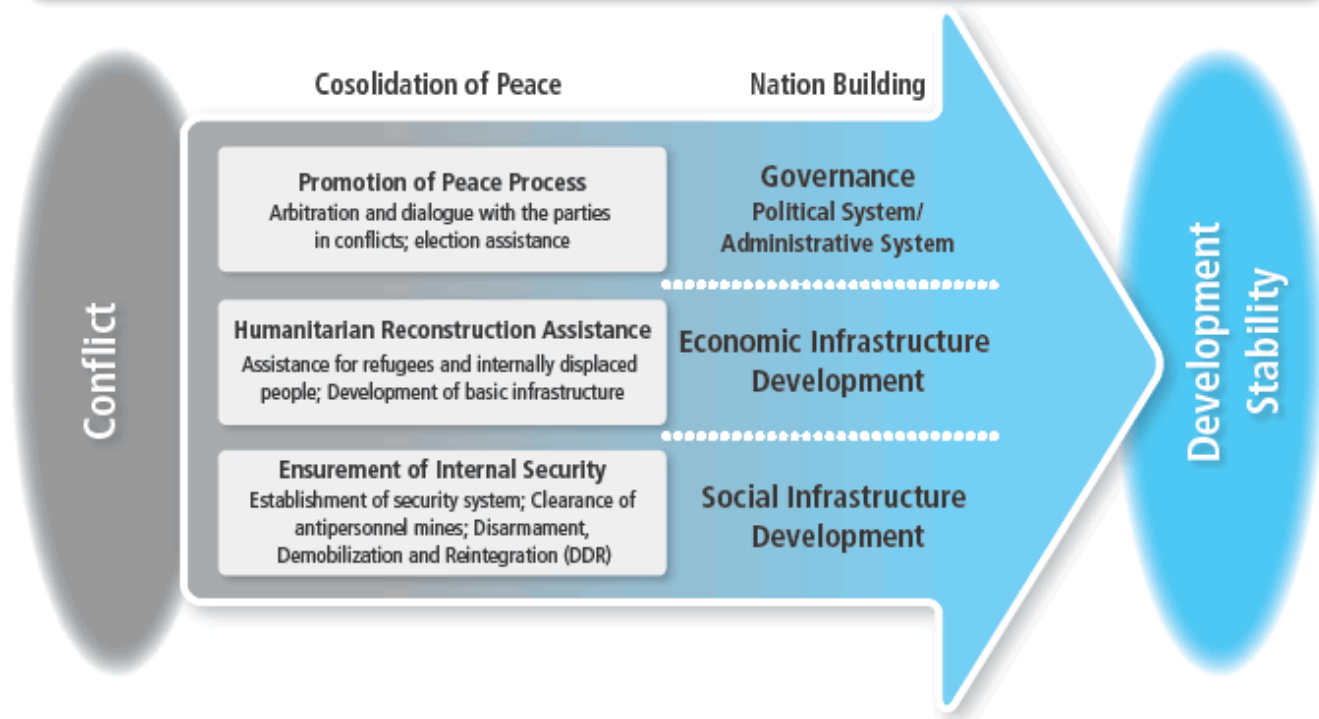 Cosolidation of Peace
Nation Building
Conflict
Promotion of Peace Process
Arbitration and dialogue with the parties
in conflicts; election assistance
Governance
Political System/
Administrative System
Humanitarian Reconstruction Assistance
Assistance for refugees and internally displaced
people; Development of basic infrastructure
Economic Infrastructure
Development
Ensurement of Internal Security
Establishment of security system; Clearance of
antipersonnel mines; Disarmament,
Demobilization and Reintegration (DDR)
Social Infrastructure
Development
Development
Stability